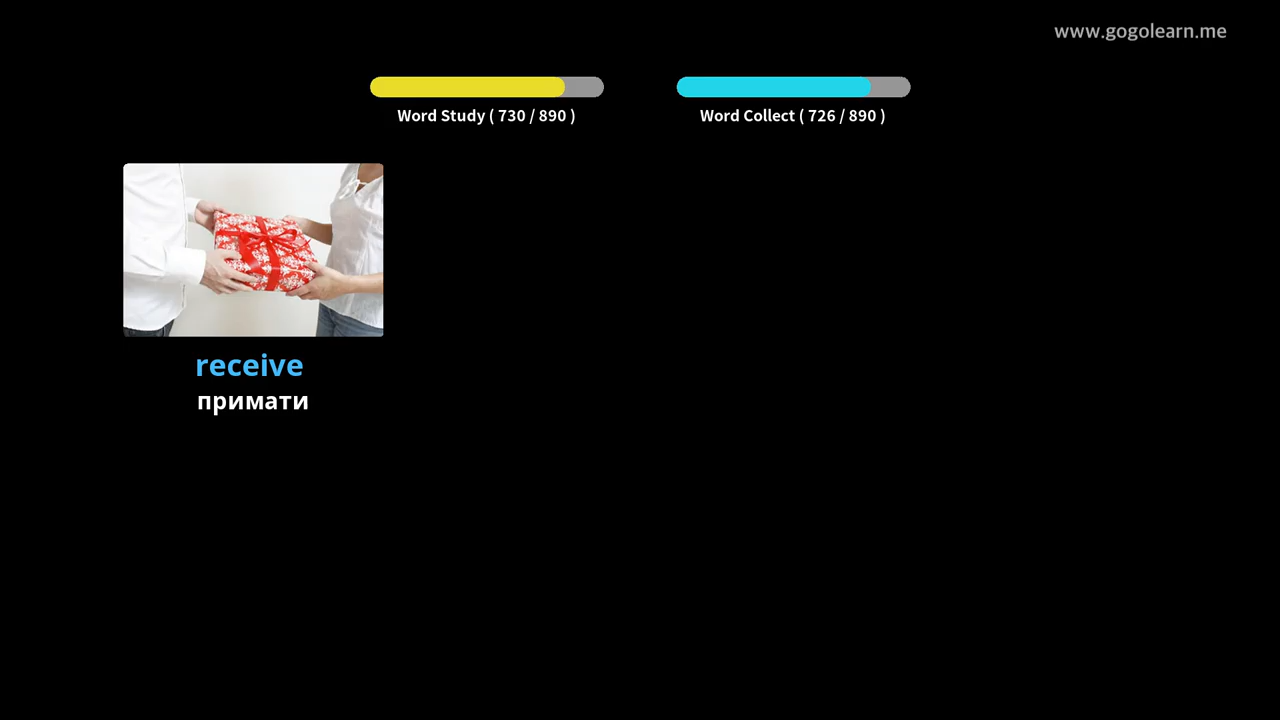 www.gogolearn.me
Word Study ( 730 / 890 )
Word Collect ( 726 / 890 )
receive
примати